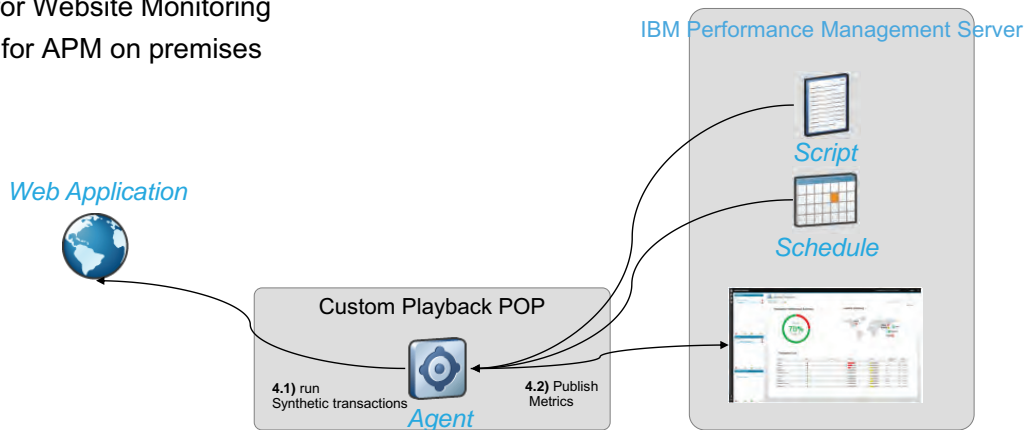 or Website Monitoring
for APM on premises
IBM Performance Management Server
Script
Web Application
Schedule
Custom Playback POP
79%
4.1) run
Synthetic transactions
4.2) Publish
Metrics
Agent